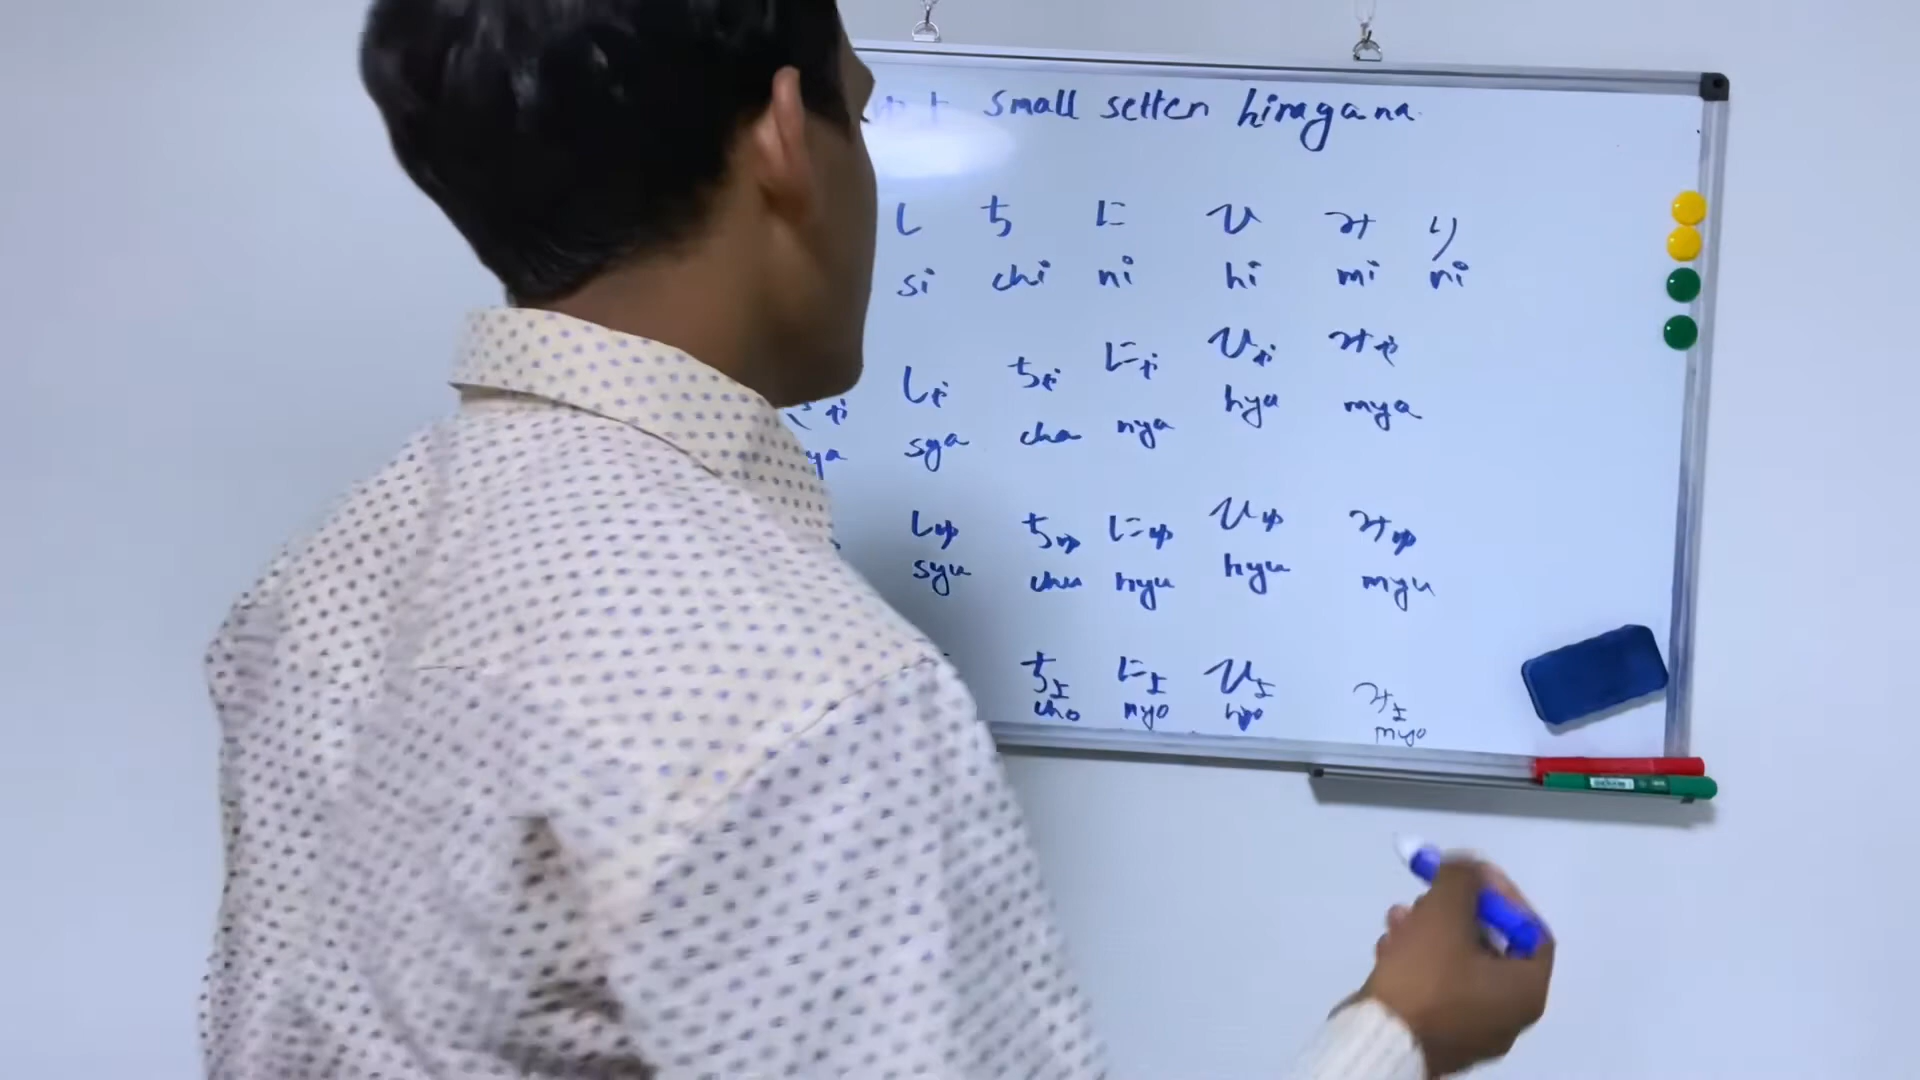 small setter hiragana
し ち に ひ み り
si chi ni hi mi ri
しゃ ちゃ にゃ ひゃ みゃ
ya sya cha nya hya mya
しゅ ちゅ にゅ ひゅ みゅ
syu chu nyu hyu myu
ちょ にょ ひょ みょ
cho nyo hyo myo